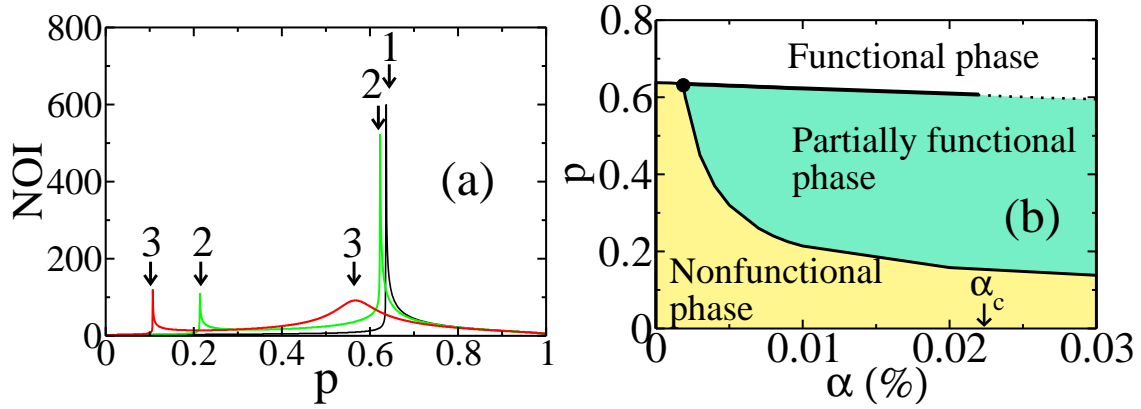 800
600
400
200
0
NOI
1
2
3
2
3
(a)
0
0.2
0.4
0.6
0.8
1
p
0.8
0.6
0.4
0.2
0
p
Functional phase
Partially functional
phase
(b)
Nonfunctional
phase
αc
0
0.01
0.02
0.03
α (%)